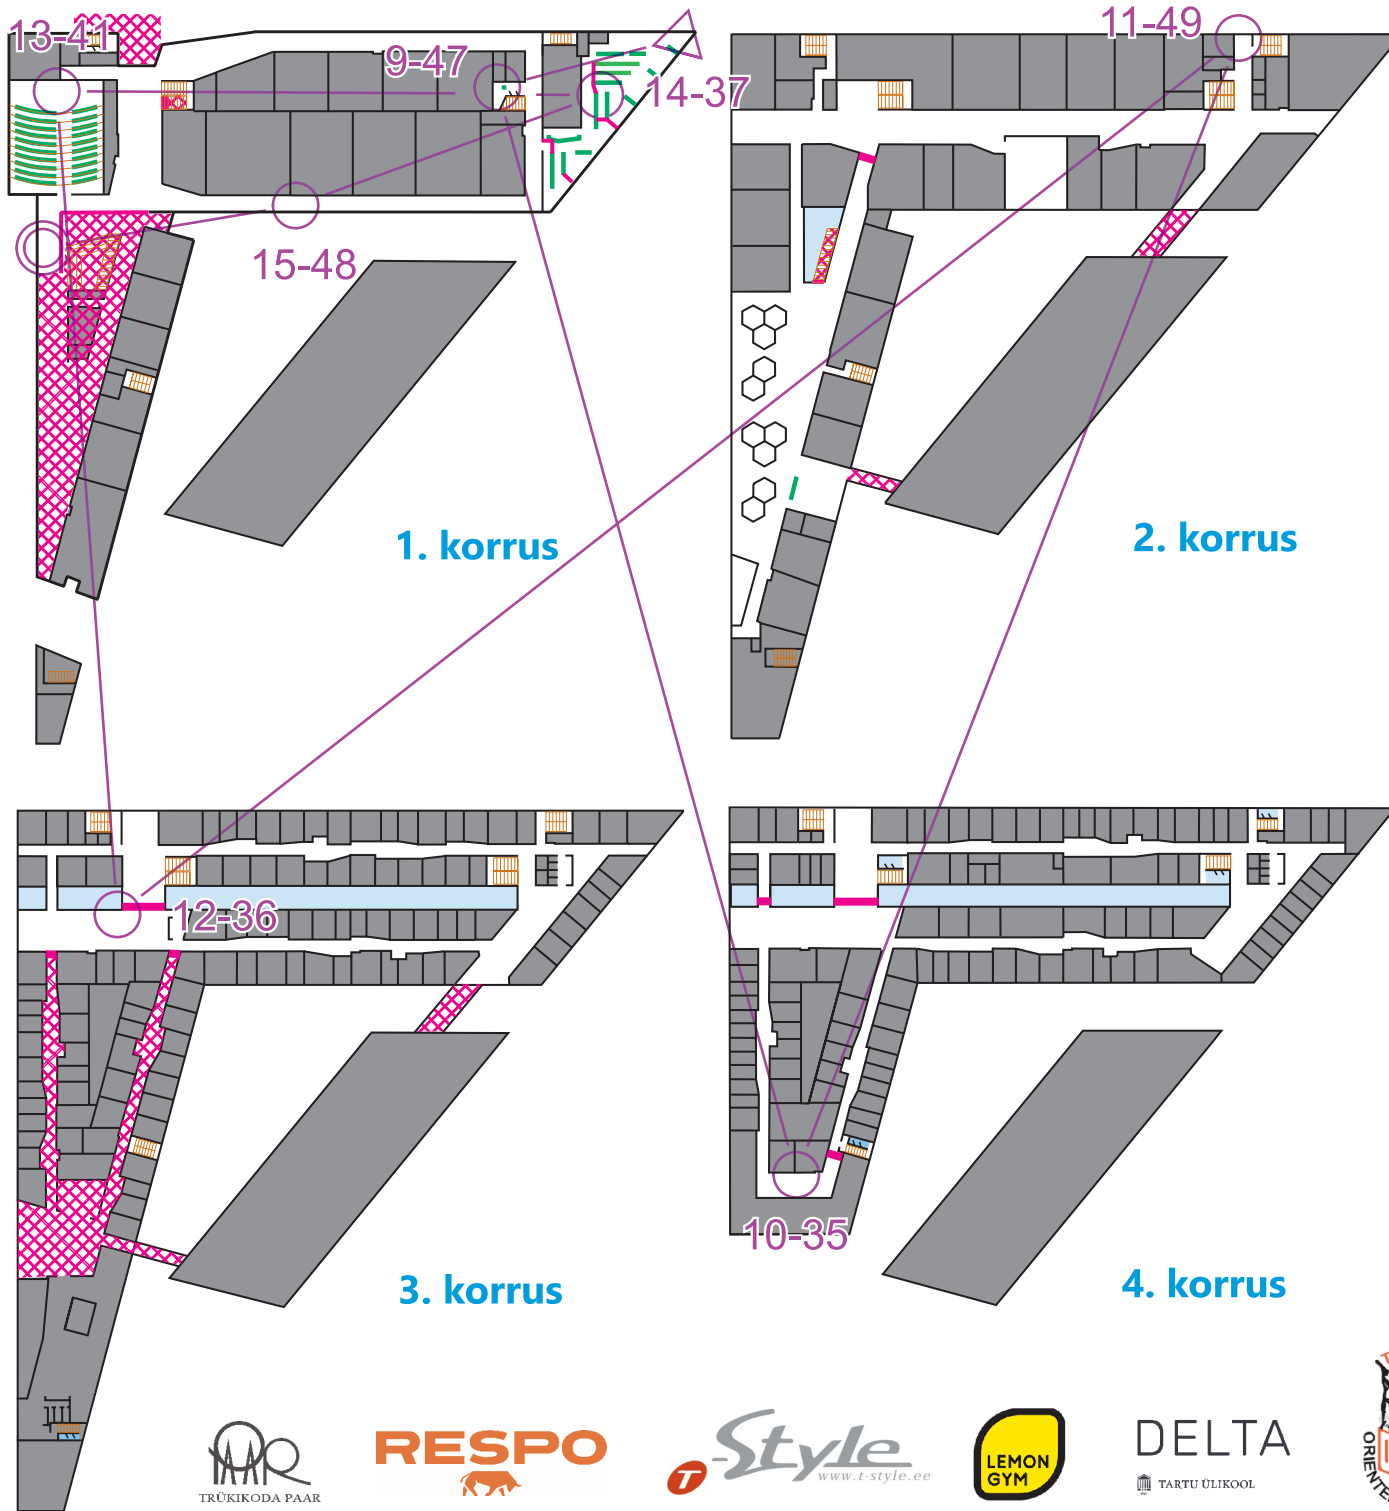 13-41
9-47
14-37
11-49
15-48
1. korrus
2. korrus
12-36
10-35
3. korrus
4. korrus
TRÜKIKODA PAAR
RESPO
T-Style
www.t-style.ee
LEMON
GYM
DELTA
TARTU ÜLIKOOL